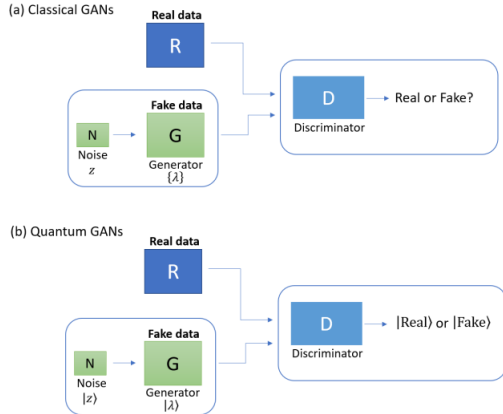 (a) Classical GANs
Real data
R
Fake data
N
G
D
Real or Fake?
Noise
z
Generator
{λ}
Discriminator
(b) Quantum GANs
Real data
R
Fake data
N
G
D
|Real⟩ or |Fake⟩
Noise
|z⟩
Generator
|λ⟩
Discriminator